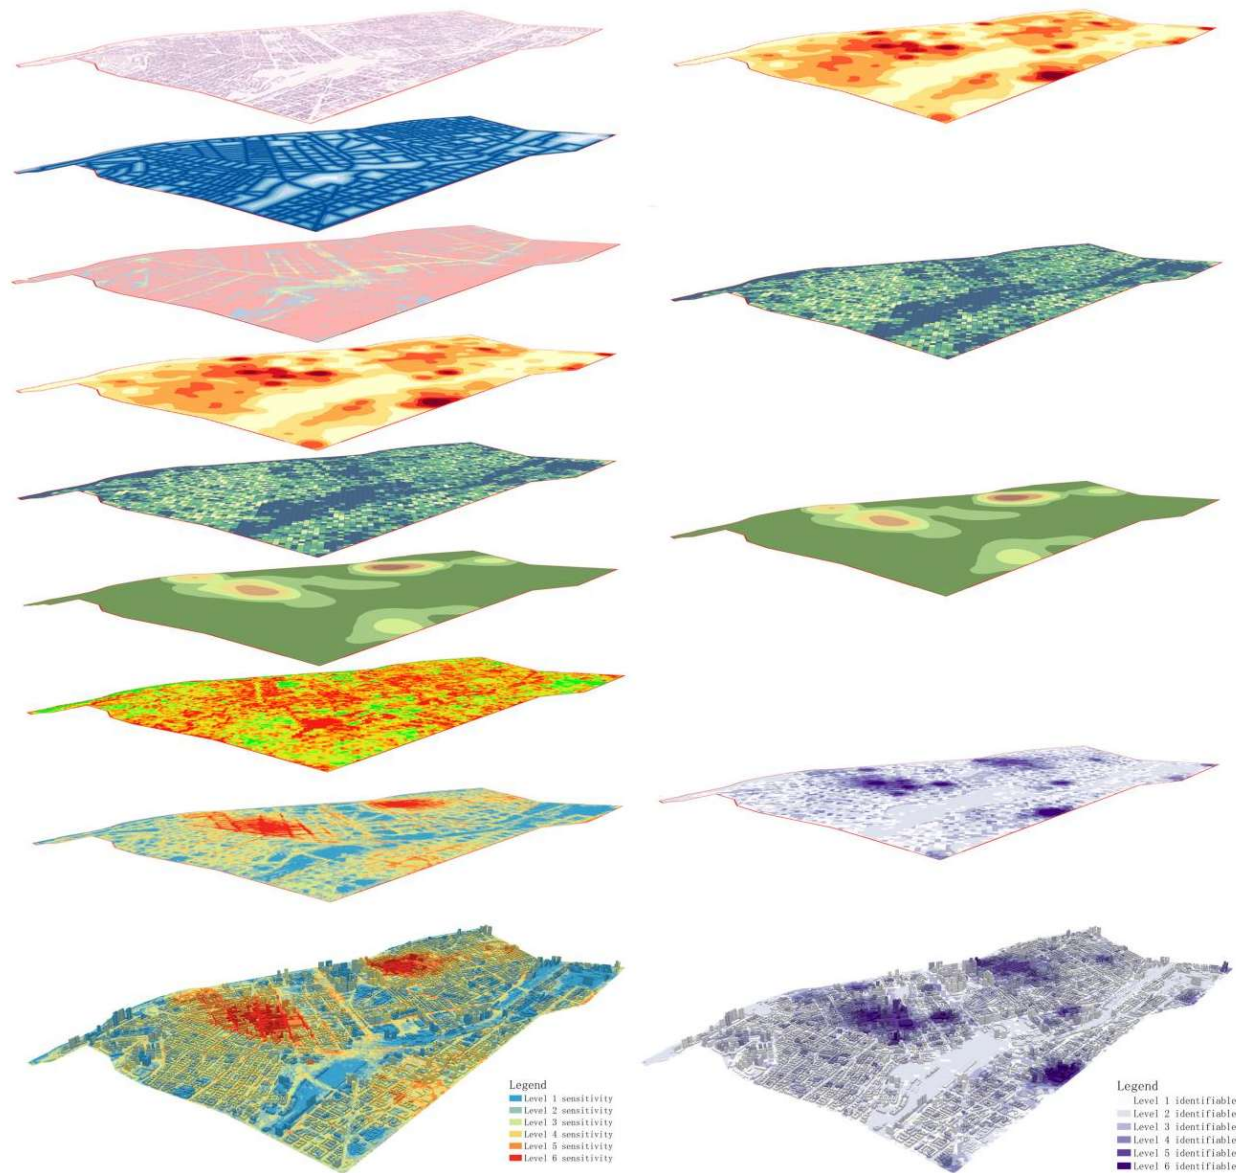 Legend
Level 1 sensitivity
Level 2 sensitivity
Level 3 sensitivity
Level 4 sensitivity
Level 5 sensitivity
Level 6 sensitivity
Legend
Level 1 identifiable
Level 2 identifiable
Level 3 identifiable
Level 4 identifiable
Level 5 identifiable
Level 6 identifiable